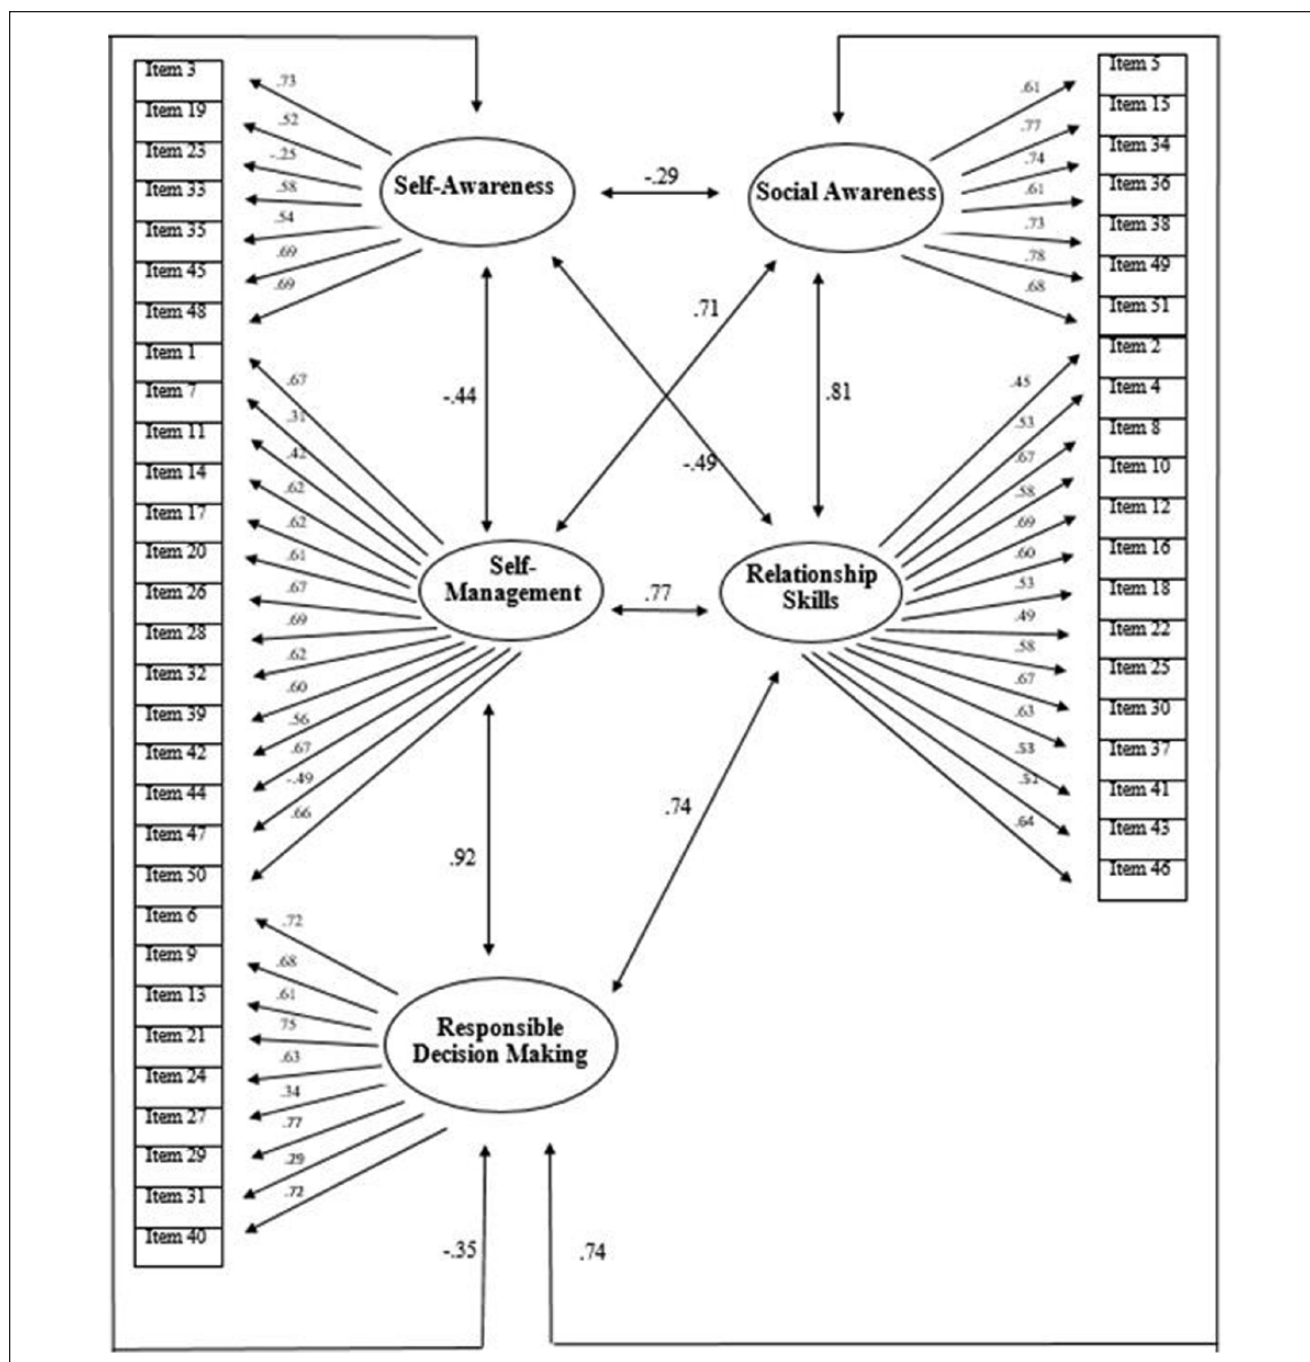 Item 3
Item 19
Item 23
Item 33
Item 35
Item 45
Item 48
Item 1
Item 7
Item 11
Item 14
Item 17
Item 20
Item 26
Item 28
Item 32
Item 39
Item 42
Item 44
Item 47
Item 50
Item 6
Item 9
Item 13
Item 21
Item 24
Item 27
Item 29
Item 31
Item 40
.73
.52
-.25
.58
.54
.69
.69
.67
.31
.42
.62
.62
.61
.67
.69
.62
.60
.56
.67
-.49
.66
.72
.68
.61
75
.63
.34
.77
.29
.72
Self-Awareness
-.29
Social Awareness
-.44
.71
-.49
.81
Self-
Management
.77
Relationship
Skills
.92
.74
Responsible
Decision Making
-.35
.74
.61
.77
.74
.61
.73
.78
.68
.45
.53
.67
.58
.69
.60
.53
.49
.58
.67
.63
.53
.51
.64
Item 5
Item 15
Item 34
Item 36
Item 38
Item 49
Item 51
Item 2
Item 4
Item 8
Item 10
Item 12
Item 16
Item 18
Item 22
Item 25
Item 30
Item 37
Item 41
Item 43
Item 46